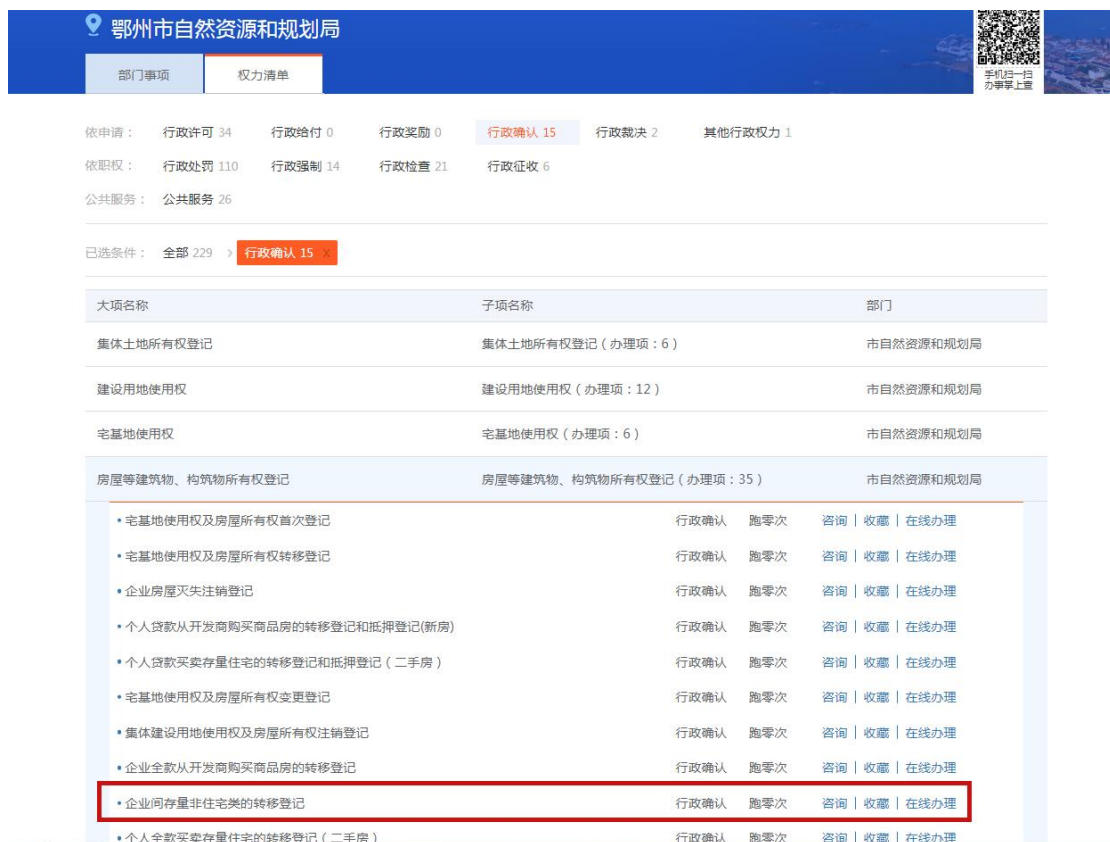 鄂州市自然资源和规划局
部门事项 权力清单
手机扫一扫
办事掌上查
依申请： 行政许可 34 行政给付 0 行政奖励 0 行政确认 15 行政裁决 2 其他行政权力 1
依职权： 行政处罚 110 行政强制 14 行政检查 21 行政征收 6
公共服务： 公共服务 26
已选条件： 全部 229 > 行政确认 15 x
大项名称 子项名称 部门
集体土地所有权登记 集体土地所有权登记（办理项：6） 市自然资源和规划局
建设用地使用权 建设用地使用权（办理项：12） 市自然资源和规划局
宅基地使用权 宅基地使用权（办理项：6） 市自然资源和规划局
房屋等建筑物、构筑物所有权登记 房屋等建筑物、构筑物所有权登记（办理项：35） 市自然资源和规划局
•宅基地使用权及房屋所有权首次登记 行政确认 跑零次 咨询 | 收藏 | 在线办理
•宅基地使用权及房屋所有权转移登记 行政确认 跑零次 咨询 | 收藏 | 在线办理
•企业房屋灭失注销登记 行政确认 跑零次 咨询 | 收藏 | 在线办理
•个人贷款从开发商购买商品房的转移登记和抵押登记(新房) 行政确认 跑零次 咨询 | 收藏 | 在线办理
•个人贷款买卖存量住宅的转移登记和抵押登记（二手房） 行政确认 跑零次 咨询 | 收藏 | 在线办理
•宅基地使用权及房屋所有权变更登记 行政确认 跑零次 咨询 | 收藏 | 在线办理
•集体建设用地使用权及房屋所有权注销登记 行政确认 跑零次 咨询 | 收藏 | 在线办理
•企业全款从开发商购买商品房的转移登记 行政确认 跑零次 咨询 | 收藏 | 在线办理
•企业间存量非住宅类的转移登记 行政确认 跑零次 咨询 | 收藏 | 在线办理
•个人全款买卖存量住宅的转移登记（二手房） 行政确认 跑零次 咨询 | 收藏 | 在线办理